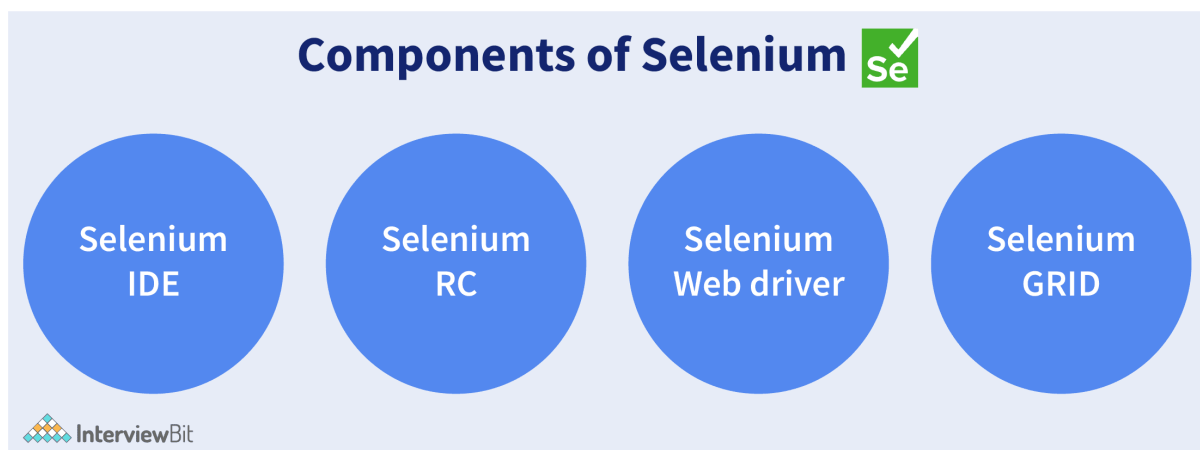 Components of Selenium
Se
Selenium
IDE
Selenium
RC
Selenium
Web driver
Selenium
GRID
InterviewBit